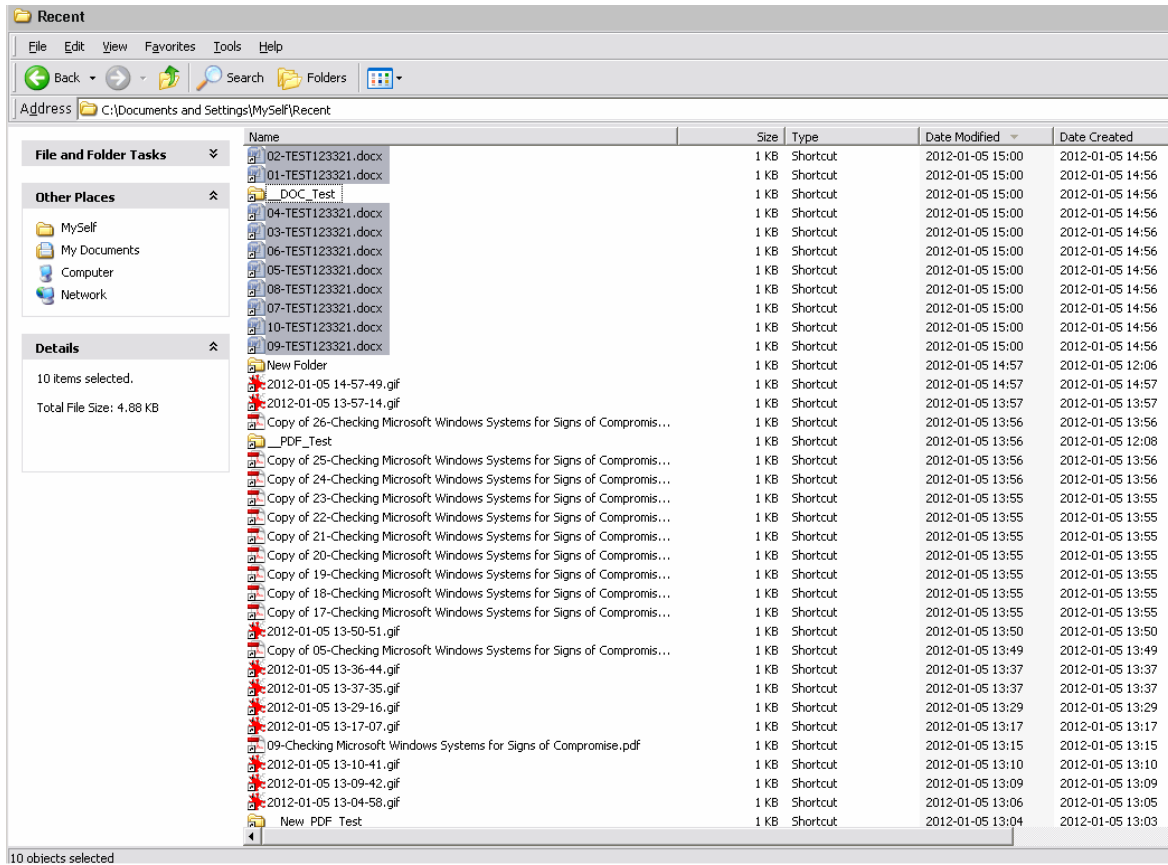 Recent
File Edit View Favorites Tools Help
Back Search Folders
Address C:\Documents and Settings\MySelf\Recent
File and Folder Tasks
Other Places
MySelf
My Documents
Computer
Network
Details
10 items selected.
Total File Size: 4.88 KB
Name Size Type Date Modified Date Created
02-TEST123321.docx 1 KB Shortcut 2012-01-05 15:00 2012-01-05 14:56
01-TEST123321.docx 1 KB Shortcut 2012-01-05 15:00 2012-01-05 14:56
__DOC_Test 1 KB Shortcut 2012-01-05 15:00 2012-01-05 14:56
04-TEST123321.docx 1 KB Shortcut 2012-01-05 15:00 2012-01-05 14:56
03-TEST123321.docx 1 KB Shortcut 2012-01-05 15:00 2012-01-05 14:56
06-TEST123321.docx 1 KB Shortcut 2012-01-05 15:00 2012-01-05 14:56
05-TEST123321.docx 1 KB Shortcut 2012-01-05 15:00 2012-01-05 14:56
08-TEST123321.docx 1 KB Shortcut 2012-01-05 15:00 2012-01-05 14:56
07-TEST123321.docx 1 KB Shortcut 2012-01-05 15:00 2012-01-05 14:56
10-TEST123321.docx 1 KB Shortcut 2012-01-05 15:00 2012-01-05 14:56
09-TEST123321.docx 1 KB Shortcut 2012-01-05 15:00 2012-01-05 14:56
New Folder 1 KB Shortcut 2012-01-05 14:57 2012-01-05 12:06
2012-01-05 14-57-49.gif 1 KB Shortcut 2012-01-05 14:57 2012-01-05 14:57
2012-01-05 13-57-14.gif 1 KB Shortcut 2012-01-05 13:57 2012-01-05 13:57
Copy of 26-Checking Microsoft Windows Systems for Signs of Compromis... 1 KB Shortcut 2012-01-05 13:56 2012-01-05 13:56
__PDF_Test 1 KB Shortcut 2012-01-05 13:56 2012-01-05 12:08
Copy of 25-Checking Microsoft Windows Systems for Signs of Compromis... 1 KB Shortcut 2012-01-05 13:56 2012-01-05 13:56
Copy of 24-Checking Microsoft Windows Systems for Signs of Compromis... 1 KB Shortcut 2012-01-05 13:56 2012-01-05 13:56
Copy of 23-Checking Microsoft Windows Systems for Signs of Compromis... 1 KB Shortcut 2012-01-05 13:55 2012-01-05 13:55
Copy of 22-Checking Microsoft Windows Systems for Signs of Compromis... 1 KB Shortcut 2012-01-05 13:55 2012-01-05 13:55
Copy of 21-Checking Microsoft Windows Systems for Signs of Compromis... 1 KB Shortcut 2012-01-05 13:55 2012-01-05 13:55
Copy of 20-Checking Microsoft Windows Systems for Signs of Compromis... 1 KB Shortcut 2012-01-05 13:55 2012-01-05 13:55
Copy of 19-Checking Microsoft Windows Systems for Signs of Compromis... 1 KB Shortcut 2012-01-05 13:55 2012-01-05 13:55
Copy of 18-Checking Microsoft Windows Systems for Signs of Compromis... 1 KB Shortcut 2012-01-05 13:55 2012-01-05 13:55
Copy of 17-Checking Microsoft Windows Systems for Signs of Compromis... 1 KB Shortcut 2012-01-05 13:55 2012-01-05 13:55
2012-01-05 13-50-51.gif 1 KB Shortcut 2012-01-05 13:50 2012-01-05 13:50
Copy of 05-Checking Microsoft Windows Systems for Signs of Compromis... 1 KB Shortcut 2012-01-05 13:49 2012-01-05 13:49
2012-01-05 13-36-44.gif 1 KB Shortcut 2012-01-05 13:37 2012-01-05 13:37
2012-01-05 13-37-35.gif 1 KB Shortcut 2012-01-05 13:37 2012-01-05 13:37
2012-01-05 13-29-16.gif 1 KB Shortcut 2012-01-05 13:29 2012-01-05 13:29
2012-01-05 13-17-07.gif 1 KB Shortcut 2012-01-05 13:17 2012-01-05 13:17
09-Checking Microsoft Windows Systems for Signs of Compromise.pdf 1 KB Shortcut 2012-01-05 13:15 2012-01-05 13:15
2012-01-05 13-10-41.gif 1 KB Shortcut 2012-01-05 13:10 2012-01-05 13:10
2012-01-05 13-09-42.gif 1 KB Shortcut 2012-01-05 13:09 2012-01-05 13:09
2012-01-05 13-04-58.gif 1 KB Shortcut 2012-01-05 13:06 2012-01-05 13:05
__New_PDF_Test 1 KB Shortcut 2012-01-05 13:04 2012-01-05 13:03
10 objects selected